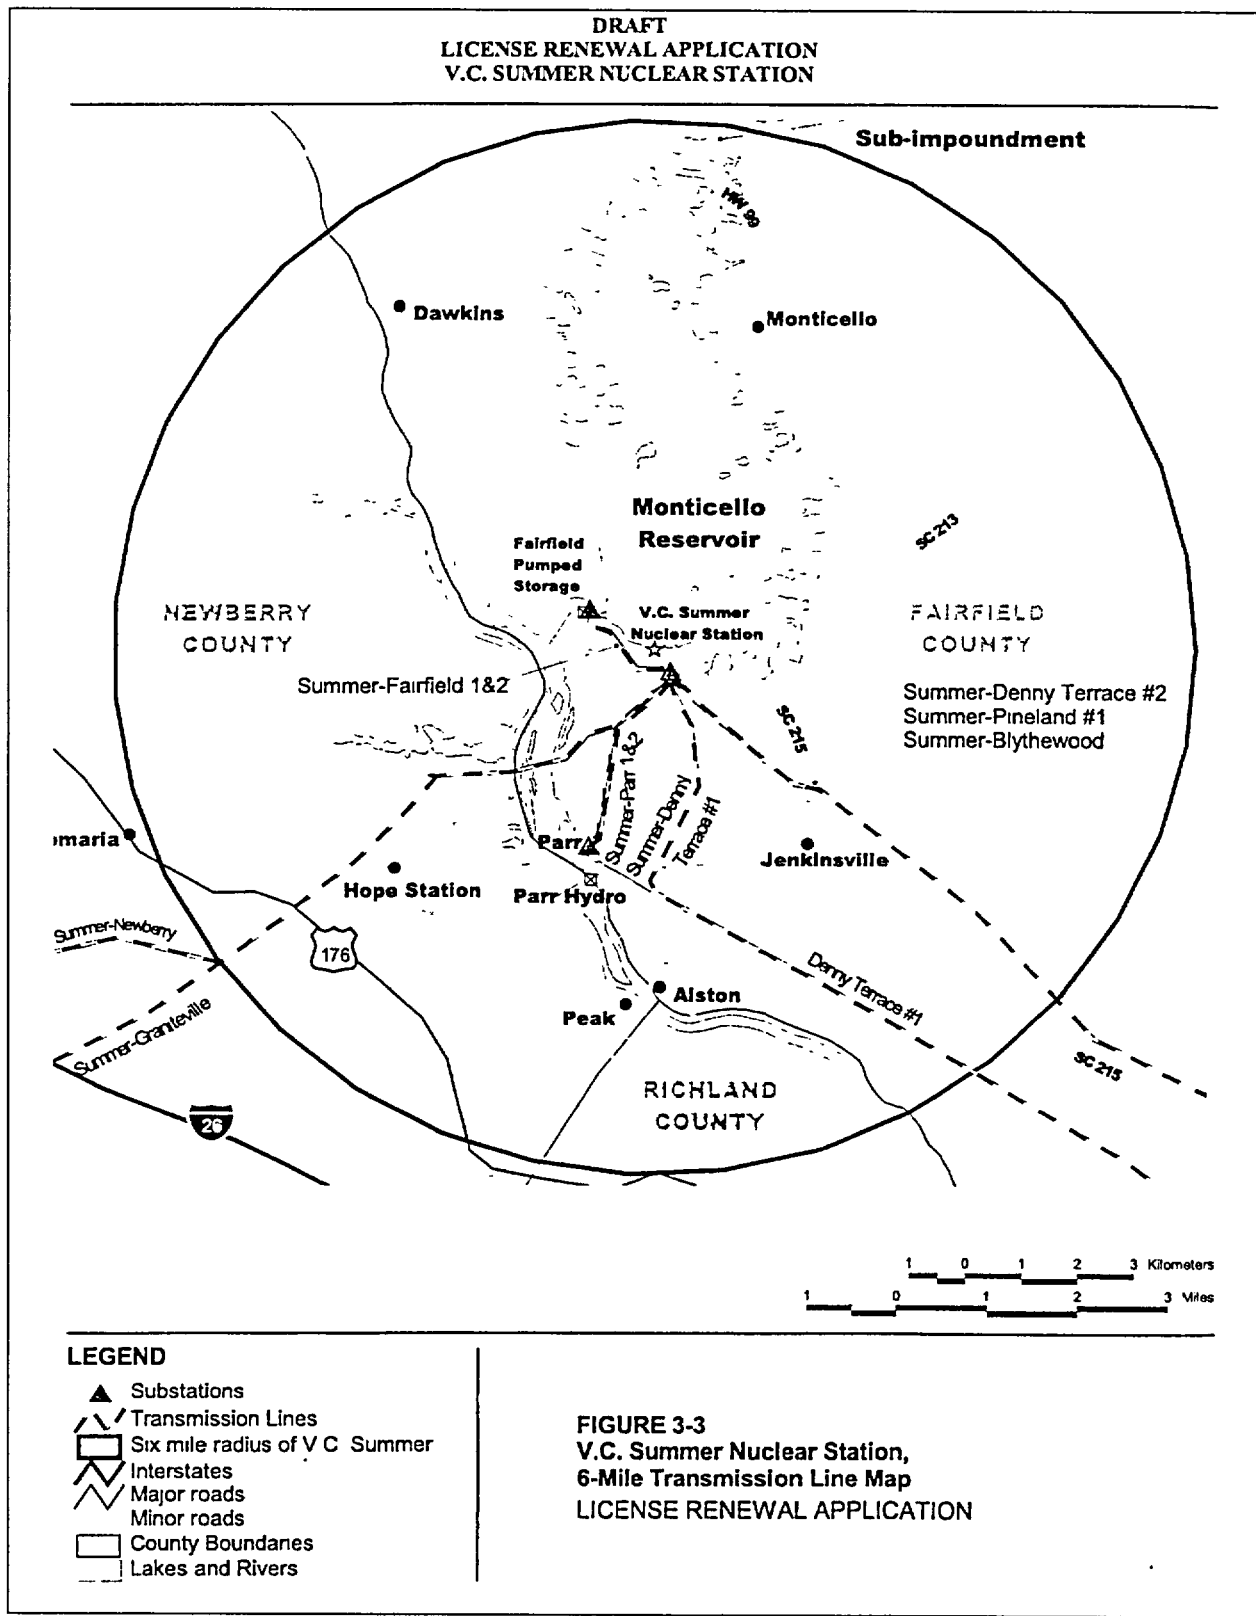 DRAFT
LICENSE RENEWAL APPLICATION
V.C. SUMMER NUCLEAR STATION
Sub-impoundment
HW 99
Dawkins
Monticello
Monticello
Reservoir
SC 213
Fairfield
Pumped
Storage
NEWBERRY
COUNTY
V.C. Summer
Nuclear Station
FAIRFIELD
COUNTY
Summer-Fairfield 1&2
Summer-Denny Terrace #2
Summer-Pineland #1
Summer-Blythewood
SC 215
Summer-Parr 1&2
Summer-Denny
Terrace #1
omaria
Parr
Jenkinsville
Hope Station
Parr Hydro
Summer-Newberry
176
Denny Terrace #1
Alston
Peak
Summer-Graniteville
SC 215
RICHLAND
COUNTY
26
1 0 1 2 3 Kilometers
1 0 1 2 3 Miles
LEGEND
Substations
Transmission Lines
Six mile radius of V C Summer
Interstates
Major roads
Minor roads
County Boundaries
Lakes and Rivers
FIGURE 3-3
V.C. Summer Nuclear Station,
6-Mile Transmission Line Map
LICENSE RENEWAL APPLICATION